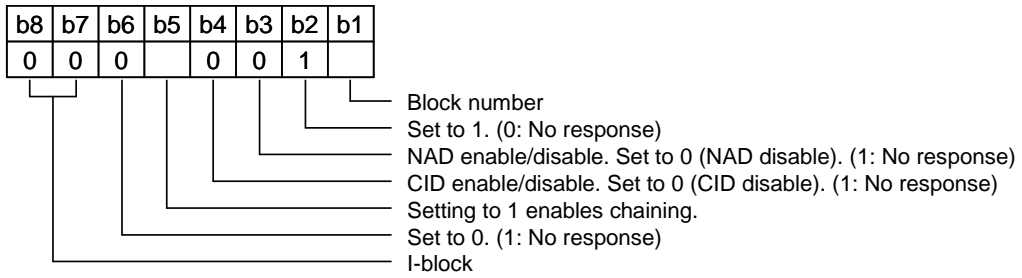 b8 b7 b6 b5 b4 b3 b2 b1
0 0 0 0 0 1
Block number
Set to 1. (0: No response)
NAD enable/disable. Set to 0 (NAD disable). (1: No response)
CID enable/disable. Set to 0 (CID disable). (1: No response)
Setting to 1 enables chaining.
Set to 0. (1: No response)
I-block